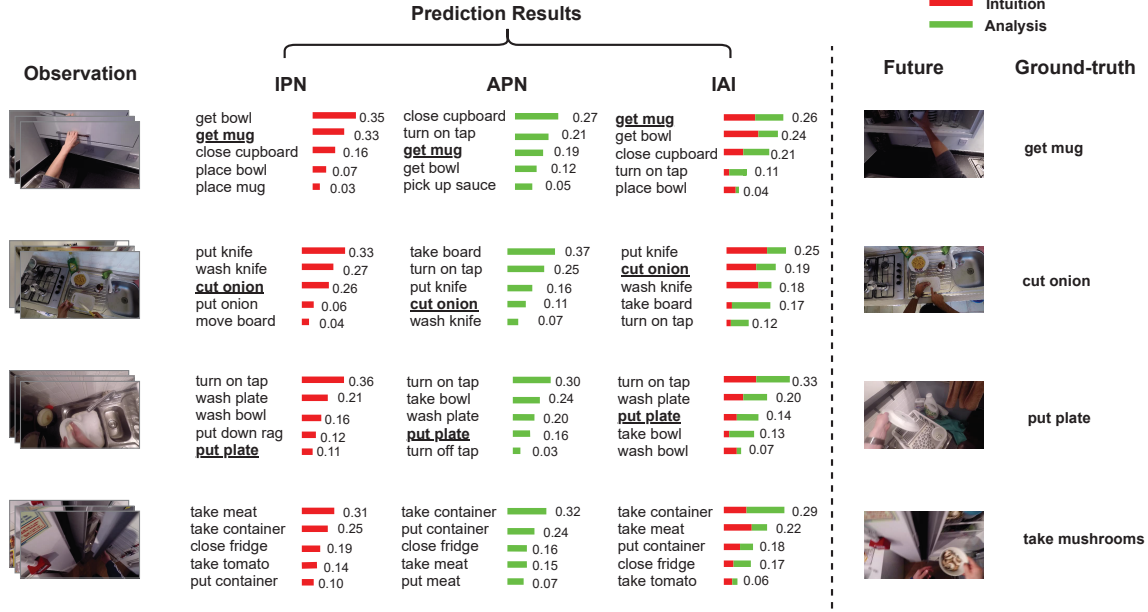 Prediction Results
Intuition
Analysis
Observation
IPN
APN
IAI
Future
Ground-truth
get bowl 0.35
get mug 0.33
close cupboard 0.16
place bowl 0.07
place mug 0.03
close cupboard 0.27
turn on tap 0.21
get mug 0.19
get bowl 0.12
pick up sauce 0.05
get mug 0.26
get bowl 0.24
close cupboard 0.21
turn on tap 0.11
place bowl 0.04
get mug
put knife 0.33
wash knife 0.27
cut onion 0.26
put onion 0.06
move board 0.04
take board 0.37
turn on tap 0.25
put knife 0.16
cut onion 0.11
wash knife 0.07
put knife 0.25
cut onion 0.19
wash knife 0.18
take board 0.17
turn on tap 0.12
cut onion
turn on tap 0.36
wash plate 0.21
wash bowl 0.16
put down rag 0.12
put plate 0.11
turn on tap 0.30
take bowl 0.24
wash plate 0.20
put plate 0.16
turn off tap 0.03
turn on tap 0.33
wash plate 0.20
put plate 0.14
take bowl 0.13
wash bowl 0.07
put plate
take meat 0.31
take container 0.25
close fridge 0.19
take tomato 0.14
put container 0.10
take container 0.32
put container 0.24
close fridge 0.16
take meat 0.15
put meat 0.07
take container 0.29
take meat 0.22
put container 0.18
close fridge 0.17
take tomato 0.06
take mushrooms